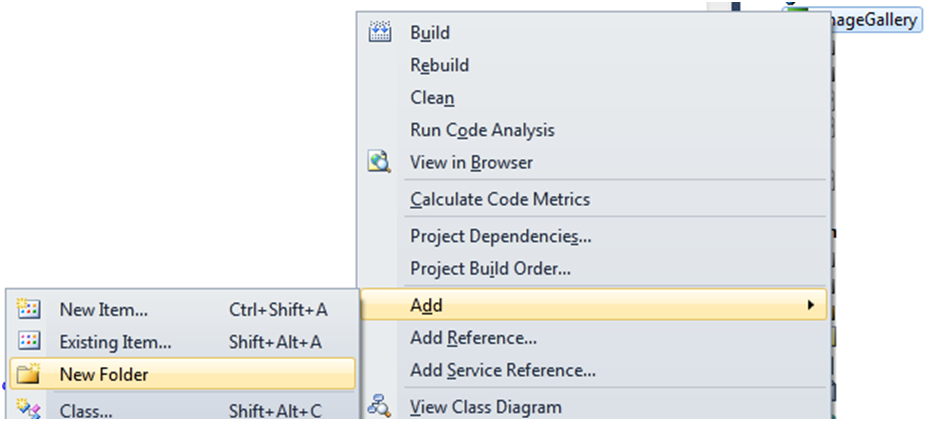 ageGallery
Build
Rebuild
Clean
Run Code Analysis
View in Browser
Calculate Code Metrics
Project Dependencies...
Project Build Order...
Add
Add Reference...
Add Service Reference...
View Class Diagram
New Item... Ctrl+Shift+A
Existing Item... Shift+Alt+A
New Folder
Class... Shift+Alt+C